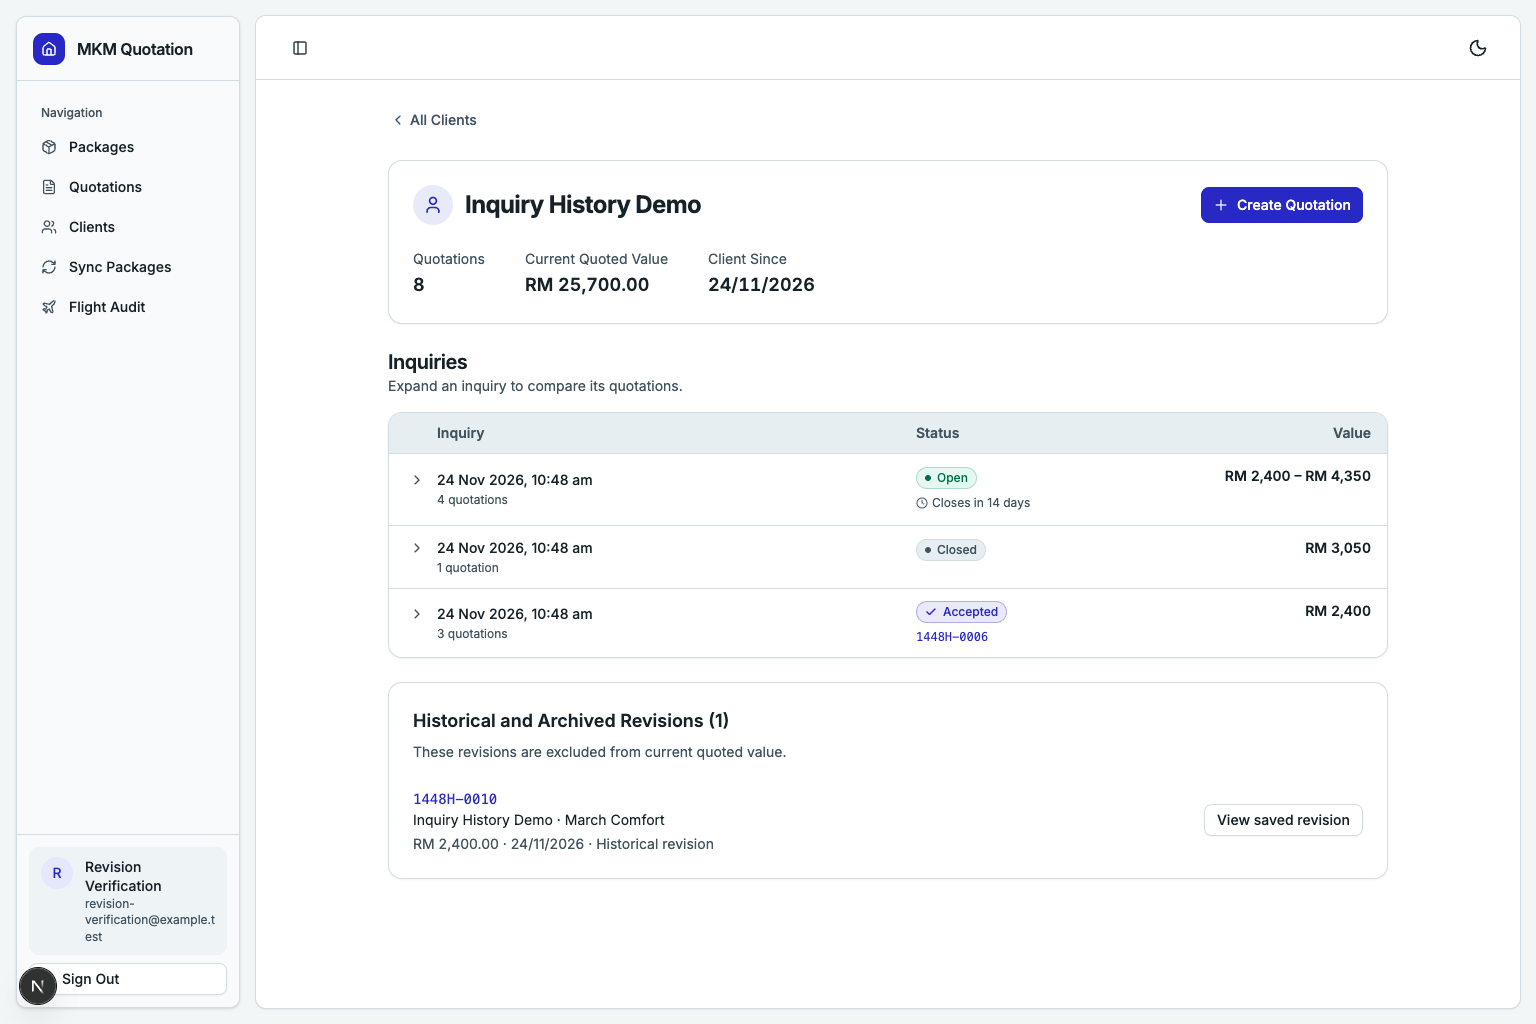 MKM Quotation
Navigation
Packages
Quotations
Clients
Sync Packages
Flight Audit
R
Revision
Verification
revision-
verification@example.t
est
N
Sign Out
All Clients
Inquiry History Demo
Create Quotation
Quotations
8
Current Quoted Value
RM 25,700.00
Client Since
24/11/2026
Inquiries
Expand an inquiry to compare its quotations.
Inquiry Status Value
24 Nov 2026, 10:48 am
4 quotations
Open
Closes in 14 days
RM 2,400 – RM 4,350
24 Nov 2026, 10:48 am
1 quotation
Closed
RM 3,050
24 Nov 2026, 10:48 am
3 quotations
Accepted
1448H-0006
RM 2,400
Historical and Archived Revisions (1)
These revisions are excluded from current quoted value.
1448H-0010
Inquiry History Demo · March Comfort
RM 2,400.00 · 24/11/2026 · Historical revision
View saved revision